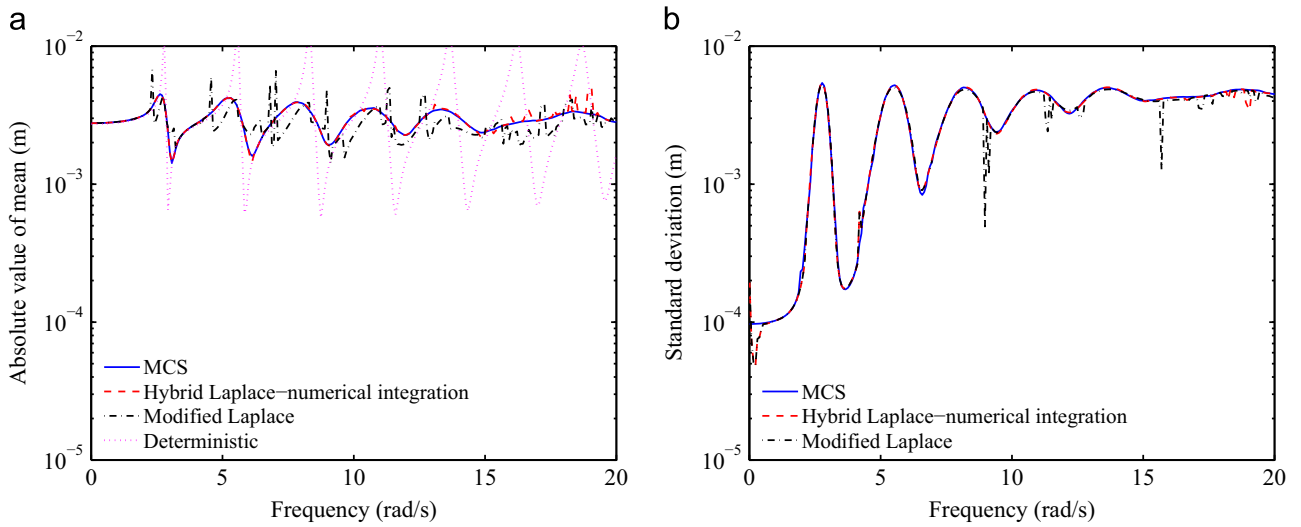 a
10⁻²
10⁻³
10⁻⁴
10⁻⁵
Absolute value of mean (m)
MCS
Hybrid Laplace−numerical integration
Modified Laplace
Deterministic
0 5 10 15 20
Frequency (rad/s)
b
10⁻²
10⁻³
10⁻⁴
10⁻⁵
Standard deviation (m)
MCS
Hybrid Laplace−numerical integration
Modified Laplace
0 5 10 15 20
Frequency (rad/s)